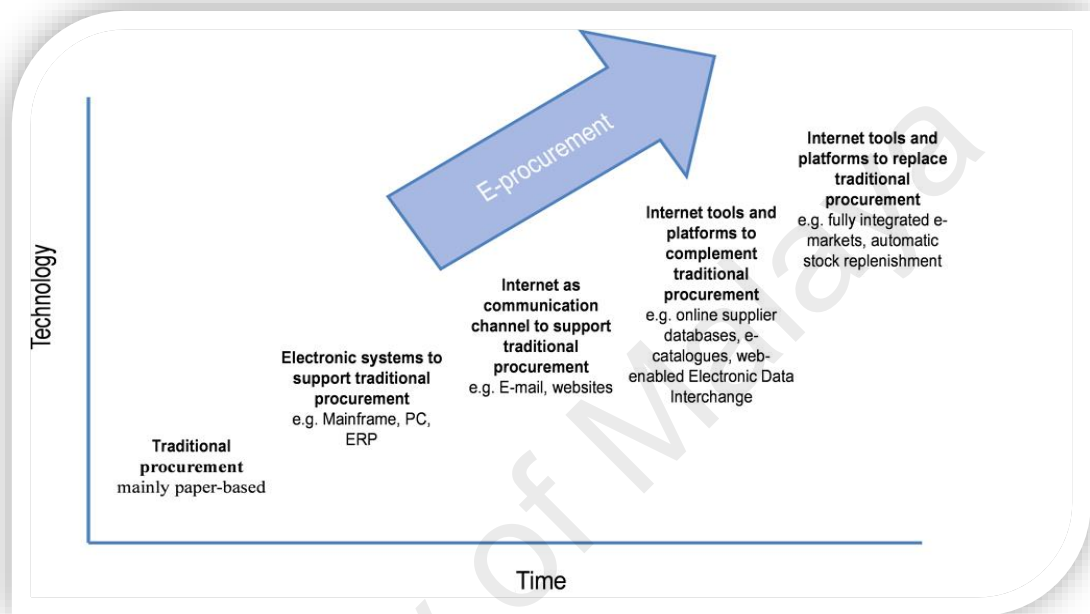 E-procurement
Technology
Traditional
procurement
mainly paper-based
Electronic systems to
support traditional
procurement
e.g. Mainframe, PC,
ERP
Internet as
communication
channel to support
traditional
procurement
e.g. E-mail, websites
Internet tools and
platforms to
complement
traditional
procurement
e.g. online supplier
databases, e-
catalogues, web-
enabled Electronic Data
Interchange
Internet tools and
platforms to replace
traditional
procurement
e.g. fully integrated e-
markets, automatic
stock replenishment
Time
of Malaya